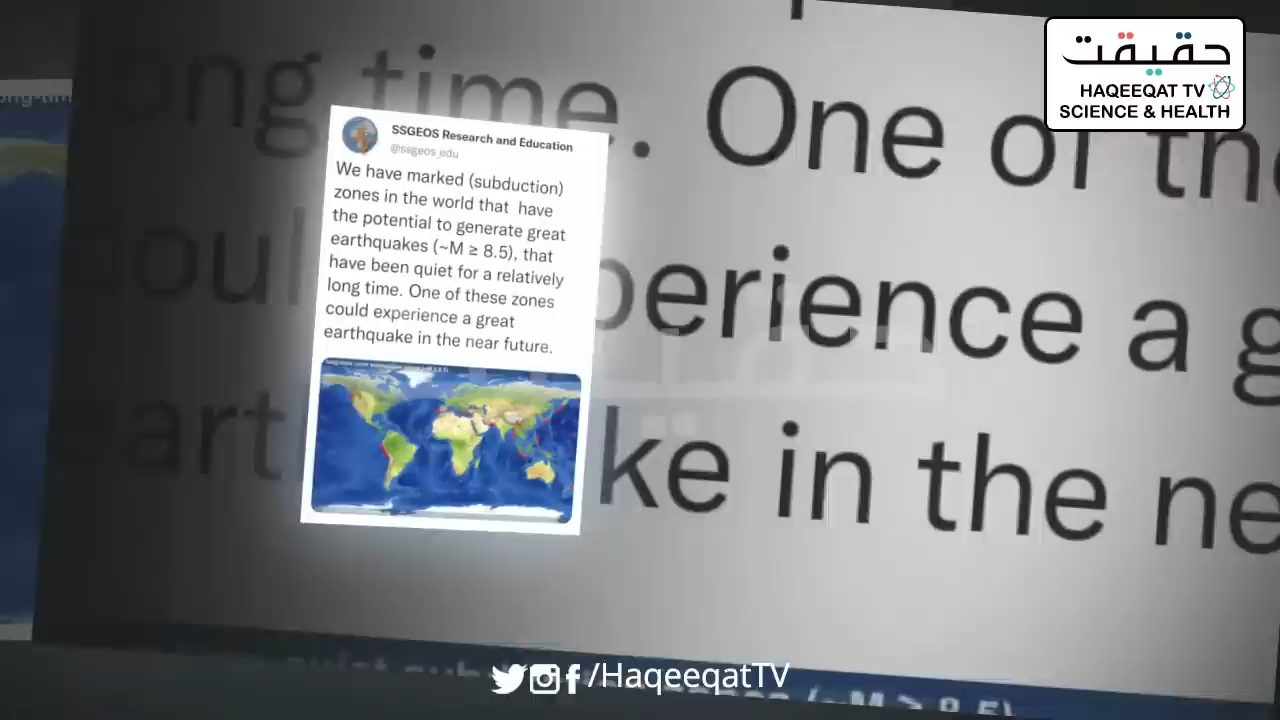 حقيقت
HAQEEQAT TV
SCIENCE & HEALTH
SSGEOS Research and Education
@ssgeos_edu
We have marked (subduction)
zones in the world that have
the potential to generate great
earthquakes (~M ≥ 8.5), that
have been quiet for a relatively
long time. One of these zones
could experience a great
earthquake in the near future.
ong time. One of th
perience a g
ke in the ne
/HaqeeqatTV